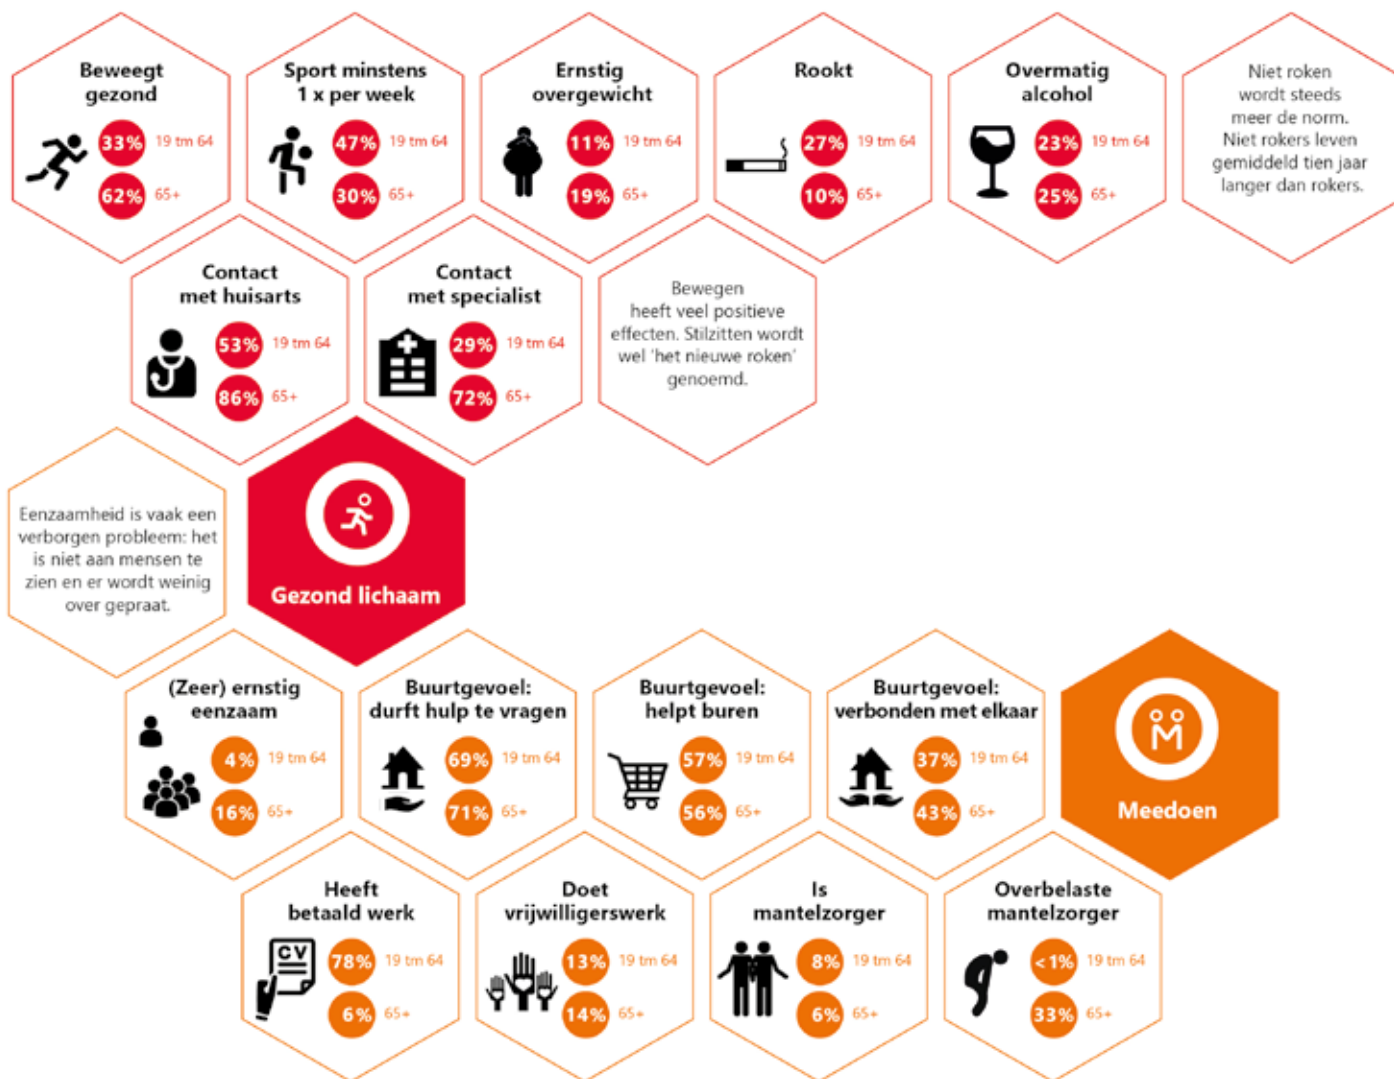 Beweegt
gezond
33% 19 tm 64
62% 65+
Sport minstens
1 x per week
47% 19 tm 64
30% 65+
Ernstig
overgewicht
11% 19 tm 64
19% 65+
Rookt
27% 19 tm 64
10% 65+
Overmatig
alcohol
23% 19 tm 64
25% 65+
Niet roken
wordt steeds
meer de norm.
Niet rokers leven
gemiddeld tien jaar
langer dan rokers.
Contact
met huisarts
53% 19 tm 64
86% 65+
Contact
met specialist
29% 19 tm 64
72% 65+
Bewegen
heeft veel positieve
effecten. Stilzitten wordt
wel ‘het nieuwe roken’
genoemd.
Eenzaamheid is vaak een
verborgen probleem: het
is niet aan mensen te
zien en er wordt weinig
over gepraat.
Gezond lichaam
(Zeer) ernstig
eenzaam
4% 19 tm 64
16% 65+
Buurtgevoel:
durft hulp te vragen
69% 19 tm 64
71% 65+
Buurtgevoel:
helpt buren
57% 19 tm 64
56% 65+
Buurtgevoel:
verbonden met elkaar
37% 19 tm 64
43% 65+
Meedoen
Heeft
betaald werk
CV
78% 19 tm 64
6% 65+
Doet
vrijwilligerswerk
13% 19 tm 64
14% 65+
Is
mantelzorger
8% 19 tm 64
6% 65+
Overbelaste
mantelzorger
<1% 19 tm 64
33% 65+